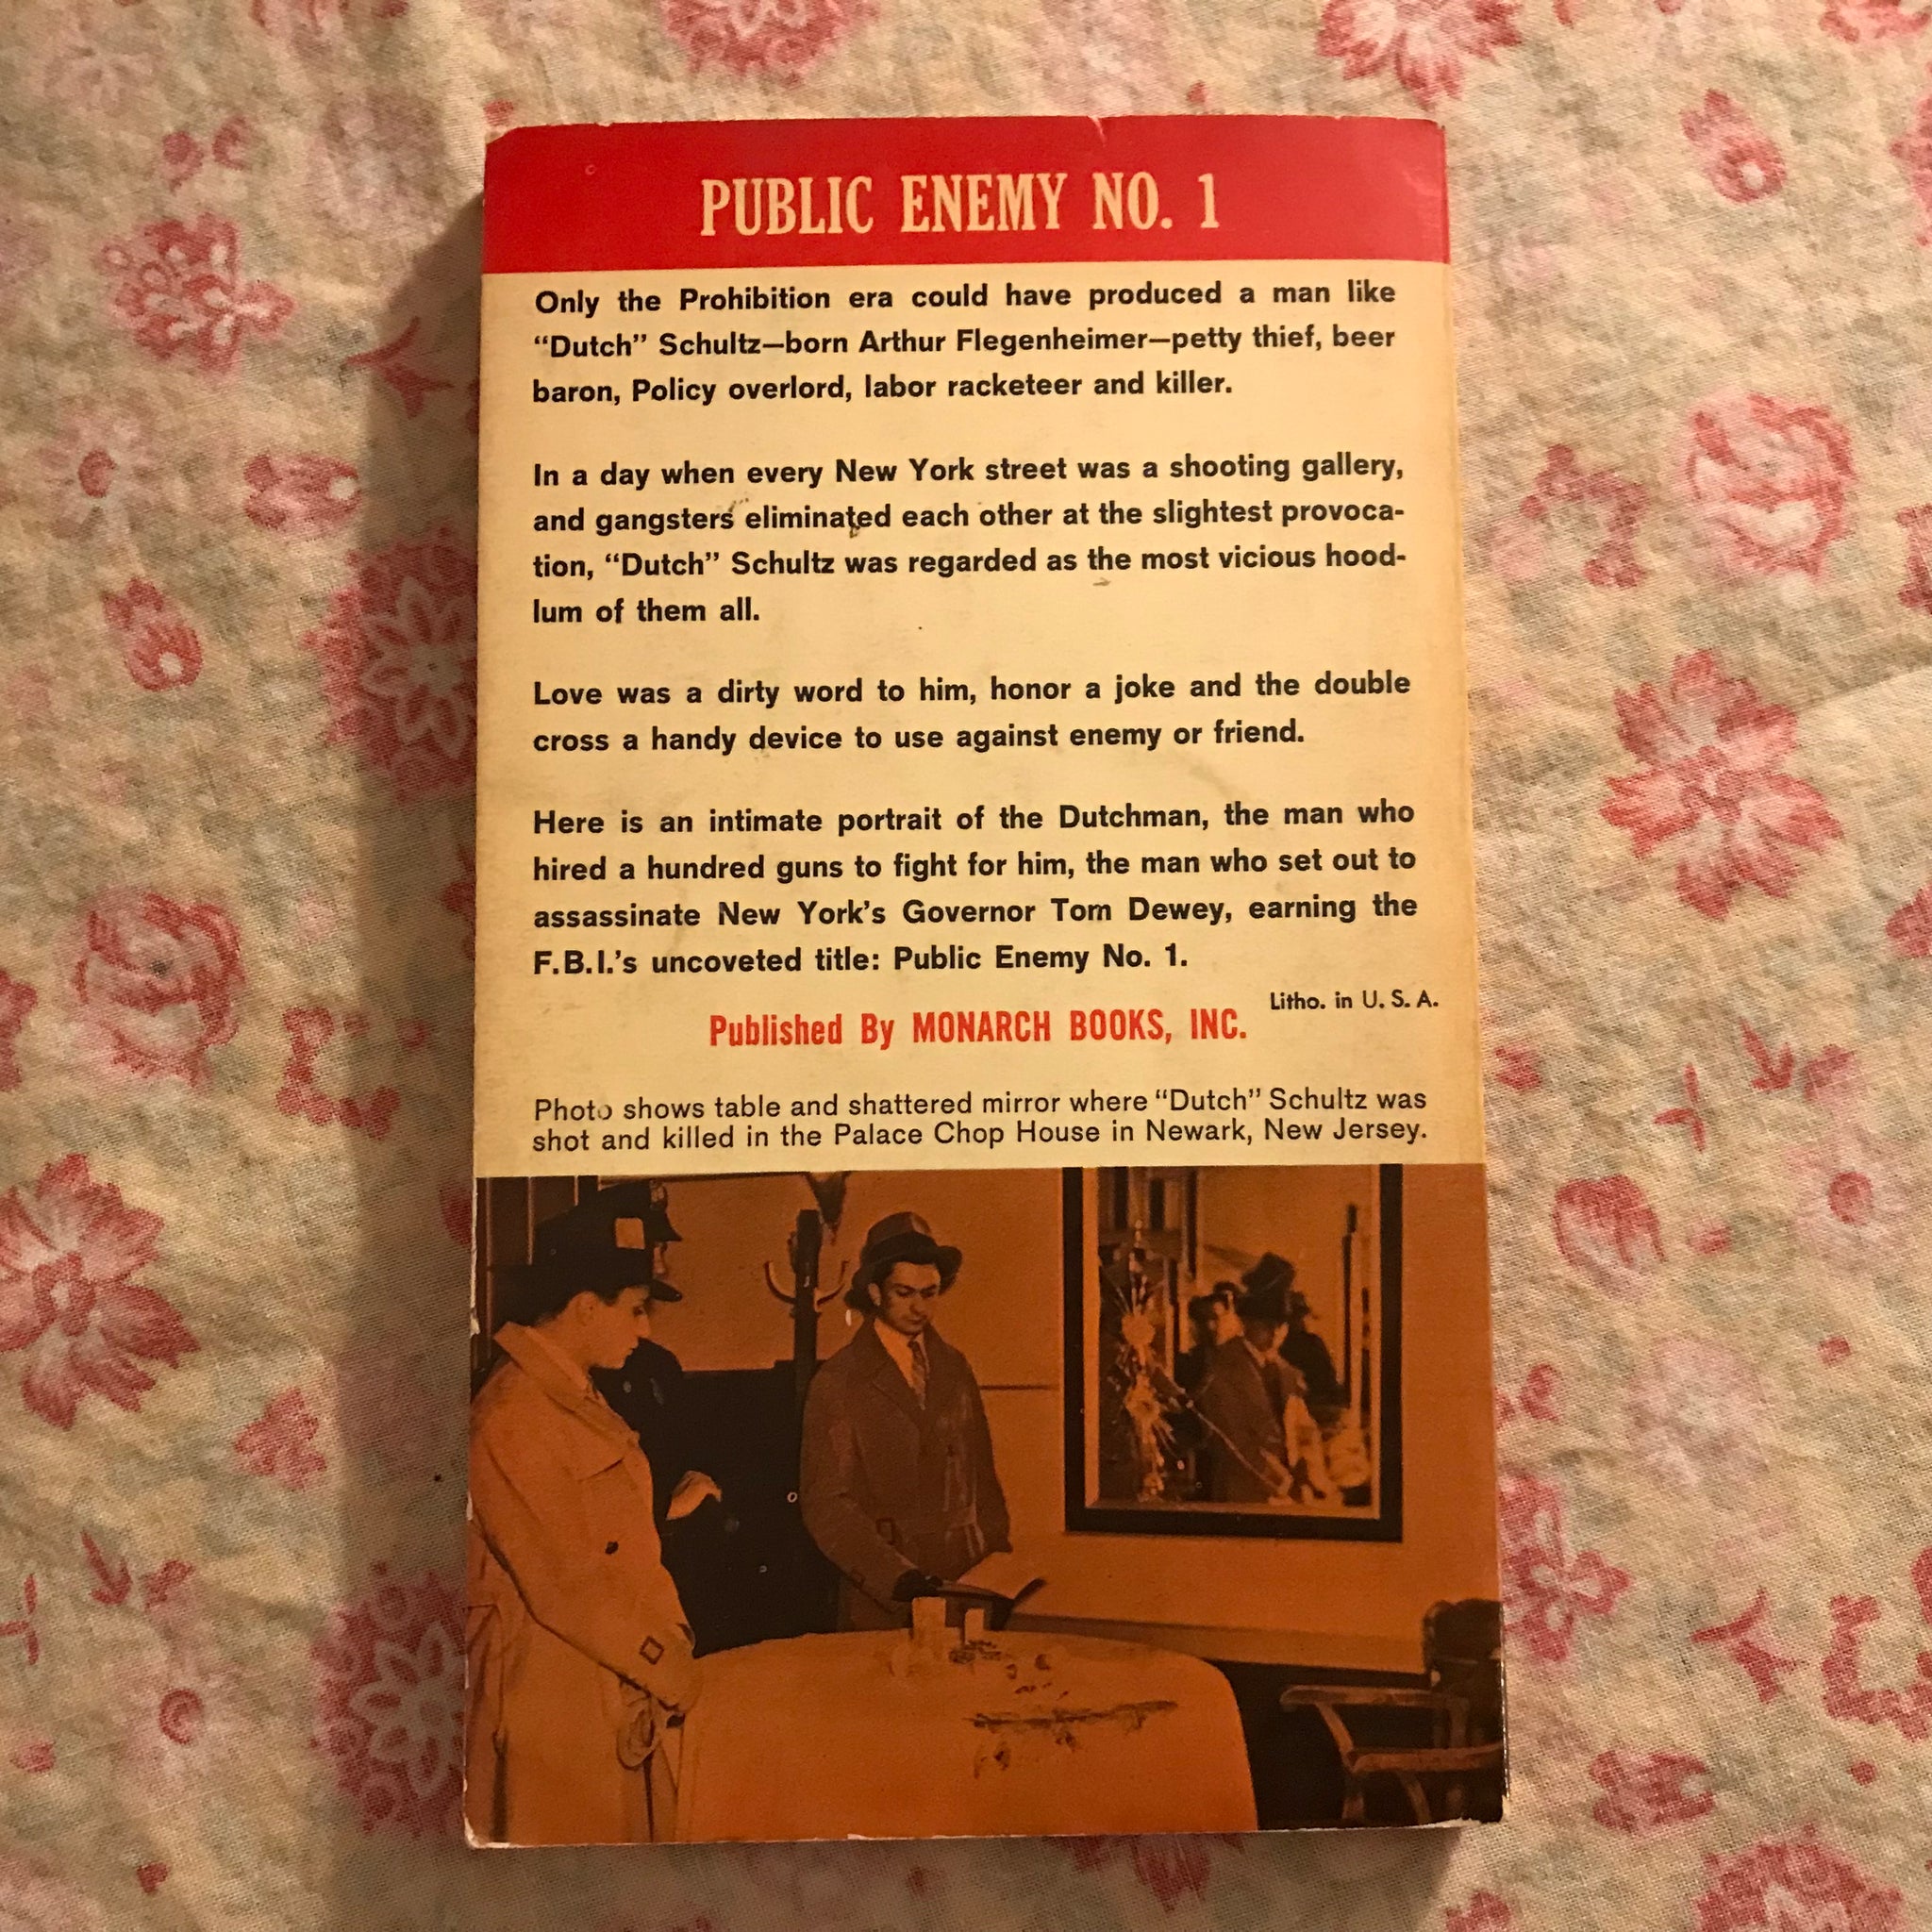 PUBLIC ENEMY NO. 1
Only the Prohibition era could have produced a man like
“Dutch” Schultz—born Arthur Flegenheimer—petty thief, beer
baron, Policy overlord, labor racketeer and killer.
In a day when every New York street was a shooting gallery,
and gangsters eliminated each other at the slightest provoca-
tion, “Dutch” Schultz was regarded as the most vicious hood-
lum of them all.
Love was a dirty word to him, honor a joke and the double
cross a handy device to use against enemy or friend.
Here is an intimate portrait of the Dutchman, the man who
hired a hundred guns to fight for him, the man who set out to
assassinate New York’s Governor Tom Dewey, earning the
F.B.I.’s uncoveted title: Public Enemy No. 1.
Litho. in U. S. A.
Published By MONARCH BOOKS, INC.
Photo shows table and shattered mirror where “Dutch” Schultz was
shot and killed in the Palace Chop House in Newark, New Jersey.